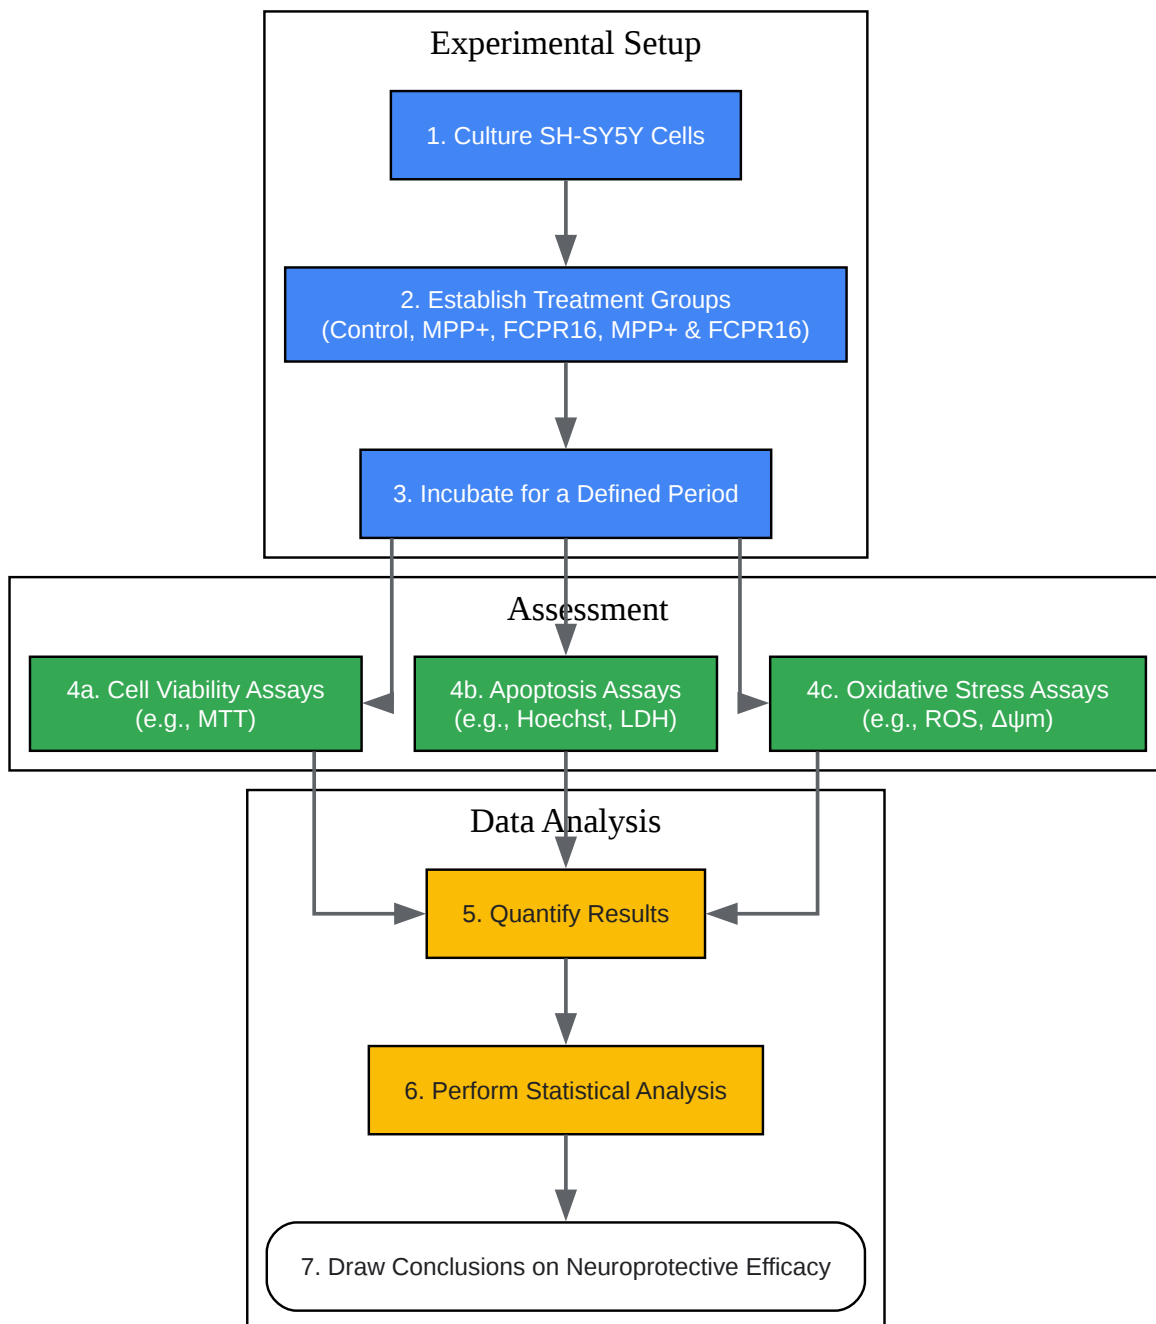 Experimental Setup
1. Culture SH-SY5Y Cells
2. Establish Treatment Groups
(Control, MPP+, FCPR16, MPP+ & FCPR16)
3. Incubate for a Defined Period
Assessment
4a. Cell Viability Assays
(e.g., MTT)
4b. Apoptosis Assays
(e.g., Hoechst, LDH)
4c. Oxidative Stress Assays
(e.g., ROS, Δψm)
Data Analysis
5. Quantify Results
6. Perform Statistical Analysis
7. Draw Conclusions on Neuroprotective Efficacy